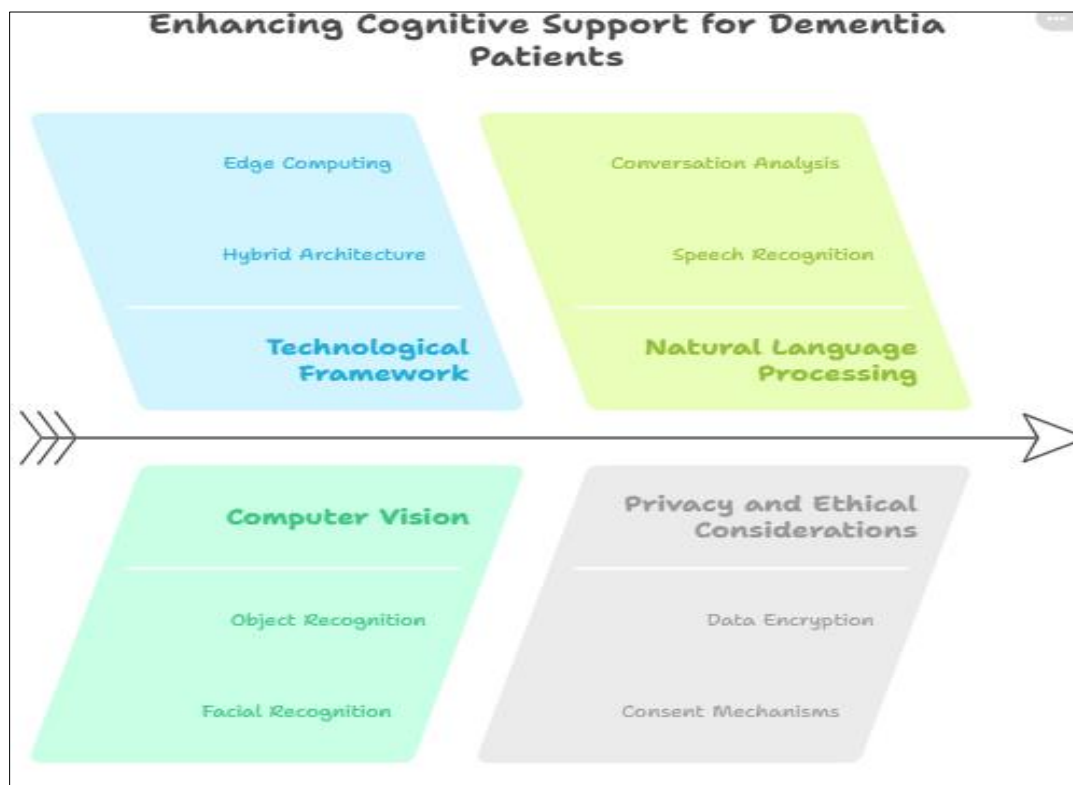 Enhancing Cognitive Support for Dementia
Patients
Edge Computing
Hybrid Architecture
Technological
Framework
Conversation Analysis
Speech Recognition
Natural Language
Processing
Computer Vision
Object Recognition
Facial Recognition
Privacy and Ethical
Considerations
Data Encryption
Consent Mechanisms